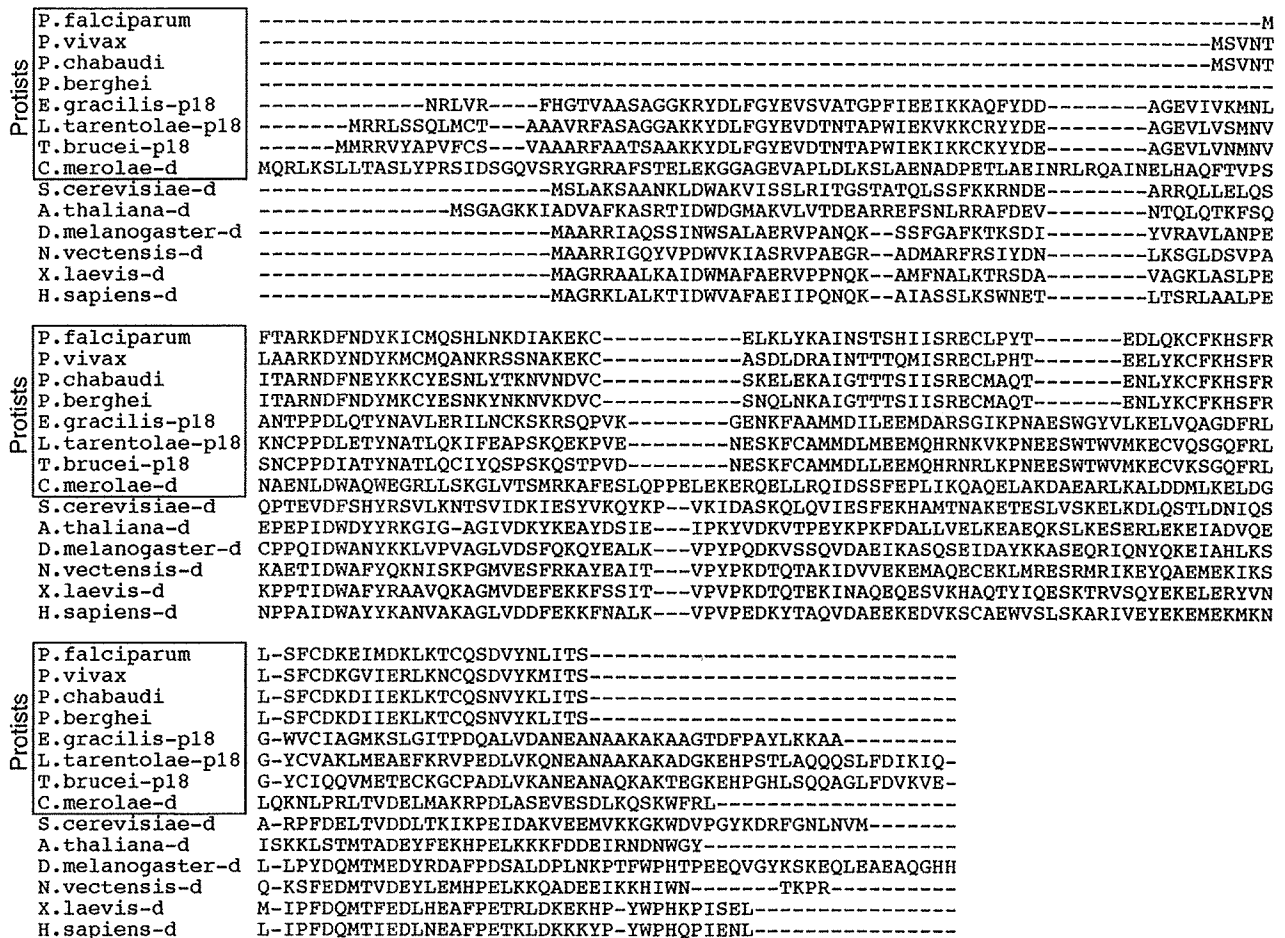 Protists
P.falciparum -----------------------------------------------------------------------------------M
P.vivax -------------------------------------------------------------------------------MSVNT
P.chabaudi -------------------------------------------------------------------------------MSVNT
P.berghei ------------------------------------------------------------------------------------
E.gracilis-p18 --------------NRLVR----FHGTVAASAGGKRYDLFGYEVSVATGPFIEEIKKAQFYDD---------AGEVIVKMNL
L.tarentolae-p18 -------MRRLSSQLMCT---AAAVRFASAGGAKKYDLFGYEVDTNTAPWIEKVKKCRYYDE---------AGEVLVSMNV
T.brucei-p18 ------MMRRVYAPVFCS---VAAARFAATSAAKKYDLFGYEVDTNTAPWIEKIKKCKYYDE---------AGEVLVNMNV
C.merolae-d MQRLKSLLTASLYPRSIDSGQVSRYGRRAFSTELEKGGAGEVAPLDLKSLAENADPETLAEINRLRQAINELHAQFTVPS
S.cerevisiae-d ------------------------MSLAKSAANKLDWAKVISSLRITGSTATQLSSFKKRNDE---------ARRQLLELQS
A.thaliana-d ----------------MSGAGKKIADVAFKASRTIDWDGMAKVLVTDEARREFSNLRRAFDEV---------NTQLQTKFSQ
D.melanogaster-d ------------------------MAARRIAQSSINWSALAERVPANQK--SSFGAFKTKSDI---------YVRAVLANPE
N.vectensis-d ------------------------MAARRIGQYVPDWVKIASRVPAEGR--ADMARFRSIYDN---------LKSGLDSVPA
X.laevis-d ------------------------MAGRRAALKAIDWMAFAERVPPNQK--AMFNALKTRSDA---------VAGKLASLPE
H.sapiens-d ------------------------MAGRKLALKTIDWVAFAEIIPQNQK--AIASSLKSWNET---------LTSRLAALPE
Protists
P.falciparum FTARKDFNDYKICMQSHLNKDIAKEKC-----------ELKLYKAINSTSHIISRECLPYT-------EDLQKCFKHSFR
P.vivax LAARKDYNDYKMCMQANKRSSNAKEKC-----------ASDLDRAINTTTQMISRECLPHT-------EELYKCFKHSFR
P.chabaudi ITARNDFNEYKKCYESNLYTKNVNDVC-----------SKELEKAIGTTTSIISRECMAQT-------ENLYKCFKHSFR
P.berghei ITARNDFNDYMKCYESNKYNKNVKDVC-----------SNQLNKAIGTTTSIISRECMAQT-------ENLYKCFKHSFR
E.gracilis-p18 ANTPPDLQTYNAVLERILNCKSKRSQPVK---------GENKFAAMMDILEEMDARSGIKPNAESWGYVLKELVQAGDFRL
L.tarentolae-p18 KNCPPDLETYNATLQKIFEAPSKQEKPVE--------NESKFCAMMDLMEEMQHRNKVKPNEESWTWVMKECVQSGQFRL
T.brucei-p18 SNCPPDIATYNATLQCIYQSPSKQSTPVD--------NESKFCAMMDLLEEMQHRNRLKPNEESWTWVMKECVKSGQFRL
C.merolae-d NAENLDWAQWEGRLLSKGLVTSMRKAFESLQPPELEKERQELLRQIDSSFEPLIKQAQELAKDAEARLKALDDMLKELDG
S.cerevisiae-d QPTEVDFSHYRSVLKNTSVIDKIESYVKQYKP--VKIDASKQLQVIESFEKHAMTNAKETESLVSKELKDLQSTLDNIQS
A.thaliana-d EPEPIDWDYYRKGIG-AGIVDKYKEAYDSIE---IPKYVDKVTPEYKPKFDALLVELKEAEQKSLKESERLEKEIADVQE
D.melanogaster-d CPPQIDWANYKKLVPVAGLVDSFQKQYEALK---VPYPQDKVSSQVDAEIKASQSEIDAYKKASEQRIQNYQKEIAHLKS
N.vectensis-d KAETIDWAFYQKNISKPGMVESFRKAYEAIT---VPYPKDTQTAKIDVVEKEMAQECEKLMRESRMRIKEYQAEMEKIKS
X.laevis-d KPPTIDWAFYRAAVQKAGMVDEFEKKFSSIT---VPVPKDTQTEKINAQEQESVKHAQTYIQESKTRVSQYEKELERYVN
H.sapiens-d NPPAIDWAYYKANVAKAGLVDDFEKKFNALK---VPVPEDKYTAQVDAEEKEDVKSCAEWVSLSKARIVEYEKEMEKMKN
Protists
P.falciparum L-SFCDKEIMDKLKTCQSDVYNLITS------------------------------
P.vivax L-SFCDKGVIERLKNCQSDVYKMITS------------------------------
P.chabaudi L-SFCDKDIIEKLKTCQSNVYKLITS------------------------------
P.berghei L-SFCDKDIIEKLKTCQSNVYKLITS------------------------------
E.gracilis-p18 G-WVCIAGMKSLGITPDQALVDANEANAAKAKAAGTDFPAYLKKAA---------
L.tarentolae-p18 G-YCVAKLMEAEFKRVPEDLVKQNEANAAKAKADGKEHPSTLAQQQSLFDIKIQ-
T.brucei-p18 G-YCIQQVMETECKGCPADLVKANEANAQKAKTEGKEHPGHLSQQAGLFDVKVE-
C.merolae-d LQKNLPRLTVDELMAKRPDLASEVESDLKQSKWFRL-------------------
S.cerevisiae-d A-RPFDELTVDDLTKIKPEIDAKVEEMVKKGKWDVPGYKDRFGNLNVM-------
A.thaliana-d ISKKLSTMTADEYFEKHPELKKKFDDEIRNDNWGY--------------------
D.melanogaster-d L-LPYDQMTMEDYRDAFPDSALDPLNKPTFWPHTPEEQVGYKSKEQLEAEAQGHH
N.vectensis-d Q-KSFEDMTVDEYLEMHPELKKQADEEIKKHIWN-------TKPR----------
X.laevis-d M-IPFDQMTFEDLHEAFPETRLDKEKHP-YWPHKPISEL----------------
H.sapiens-d L-IPFDQMTIEDLNEAFPETKLDKKKYP-YWPHQPIENL----------------